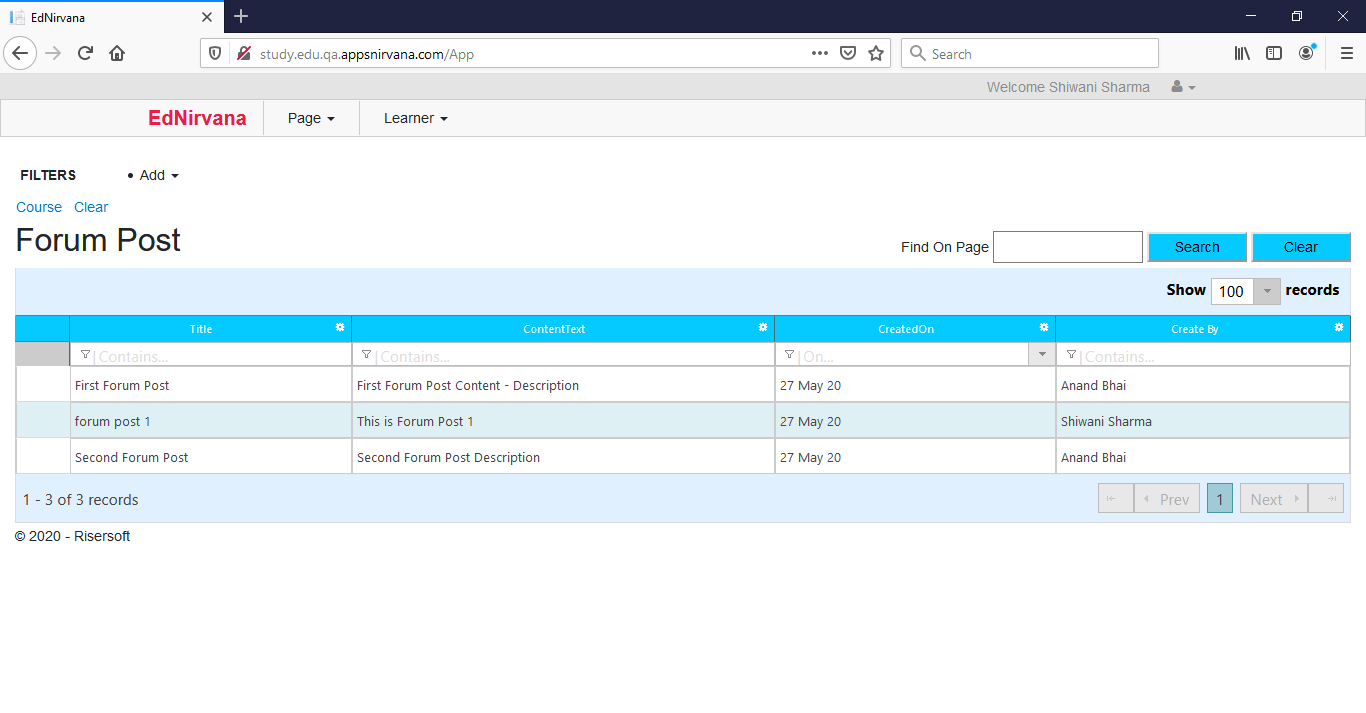 EdNirvana
study.edu.qa.appsnirvana.com/App
Search
Welcome Shiwani Sharma
EdNirvana Page Learner
FILTERS • Add
Course Clear
Forum Post
Find On Page Search Clear
Show 100 records
Title ContentText CreatedOn Create By
Contains... Contains... On... Contains...
First Forum Post First Forum Post Content - Description 27 May 20 Anand Bhai
forum post 1 This is Forum Post 1 27 May 20 Shiwani Sharma
Second Forum Post Second Forum Post Description 27 May 20 Anand Bhai
1 - 3 of 3 records Prev 1 Next
© 2020 - Risersoft